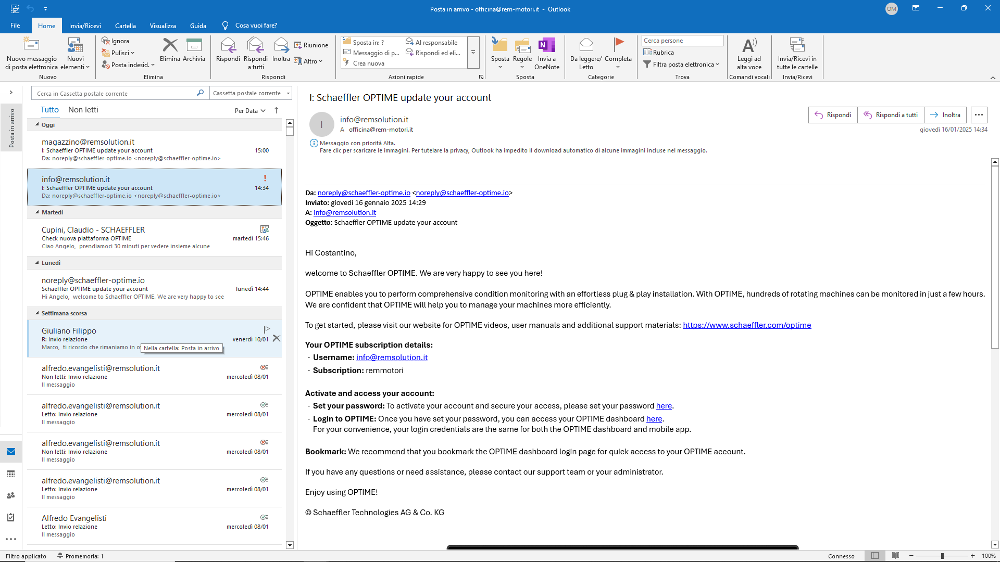 Posta in arrivo - officina@rem-motori.it - Outlook
OM
File
Home
Invia/Ricevi
Cartella
Visualizza
Guida
Cosa vuoi fare?
Nuovo messaggio
di posta elettronica
Nuovi
elementi
Nuovo
Ignora
Pulisci
Posta indesid.
Elimina
Archivia
Elimina
Rispondi
Rispondi
a tutti
Inoltra
Riunione
Altro
Rispondi
Sposta in: ?
Messaggio di p...
Crea nuova
Al responsabile
Rispondi ed eli...
Azioni rapide
Sposta
Regole
Invia a
OneNote
Sposta
Da leggere/
Letto
Completa
Categorie
Cerca persone
Rubrica
Filtra posta elettronica
Trova
Leggi ad
alta voce
Comandi vocali
Invia/Ricevi in
tutte le cartelle
Invia/Ricevi
Posta in arrivo
Cerca in Cassetta postale corrente
Cassetta postale corrente
Tutto
Non letti
Per Data
Oggi
magazzino@remsolution.it
I: Schaeffler OPTIME update your account
15:00
Da: noreply@schaeffler-optime.io <noreply@schaeffler-optime.io>
info@remsolution.it
!
I: Schaeffler OPTIME update your account
14:34
Da: noreply@schaeffler-optime.io <noreply@schaeffler-optime.io>
Martedì
Cupini, Claudio - SCHAEFFLER
Check nuova piattaforma OPTIME
martedì 15:46
Ciao Angelo, prendiamoci 30 minuti per vedere insieme alcune
Lunedì
noreply@schaeffler-optime.io
Schaeffler OPTIME update your account
lunedì 14:44
Hi Angelo, welcome to Schaeffler OPTIME. We are very happy to see
Settimana scorsa
Giuliano Filippo
R: Invio relazione
venerdì 10/01
Marco, ti ricordo che rimaniamo in o
Nella cartella: Posta in arrivo
alfredo.evangelisti@remsolution.it
Non letti: Invio relazione
mercoledì 08/01
Il messaggio
alfredo.evangelisti@remsolution.it
Letto: Invio relazione
mercoledì 08/01
Il messaggio
alfredo.evangelisti@remsolution.it
Non letti: Invio relazione
mercoledì 08/01
Il messaggio
alfredo.evangelisti@remsolution.it
Letto: Invio relazione
mercoledì 08/01
Il messaggio
Alfredo Evangelisti
Letto: Invio relazione
mercoledì 08/01
Il messaggio
I: Schaeffler OPTIME update your account
I
info@remsolution.it
A officina@rem-motori.it
Rispondi
Rispondi a tutti
Inoltra
giovedì 16/01/2025 14:34
Messaggio con priorità Alta.
Fare clic per scaricare le immagini. Per tutelare la privacy, Outlook ha impedito il download automatico di alcune immagini incluse nel messaggio.
Da: noreply@schaeffler-optime.io <noreply@schaeffler-optime.io>
Inviato: giovedì 16 gennaio 2025 14:29
A: info@remsolution.it
Oggetto: Schaeffler OPTIME update your account
Hi Costantino,
welcome to Schaeffler OPTIME. We are very happy to see you here!
OPTIME enables you to perform comprehensive condition monitoring with an effortless plug & play installation. With OPTIME, hundreds of rotating machines can be monitored in just a few hours.
We are confident that OPTIME will help you to manage your machines more efficiently.
To get started, please visit our website for OPTIME videos, user manuals and additional support materials: https://www.schaeffler.com/optime
Your OPTIME subscription details:
- Username: info@remsolution.it
- Subscription: remmotori
Activate and access your account:
- Set your password: To activate your account and secure your access, please set your password here.
- Login to OPTIME: Once you have set your password, you can access your OPTIME dashboard here.
For your convenience, your login credentials are the same for both the OPTIME dashboard and mobile app.
Bookmark: We recommend that you bookmark the OPTIME dashboard login page for quick access to your OPTIME account.
If you have any questions or need assistance, please contact our support team or your administrator.
Enjoy using OPTIME!
© Schaeffler Technologies AG & Co. KG
Filtro applicato
Promemoria: 1
Connesso
100%